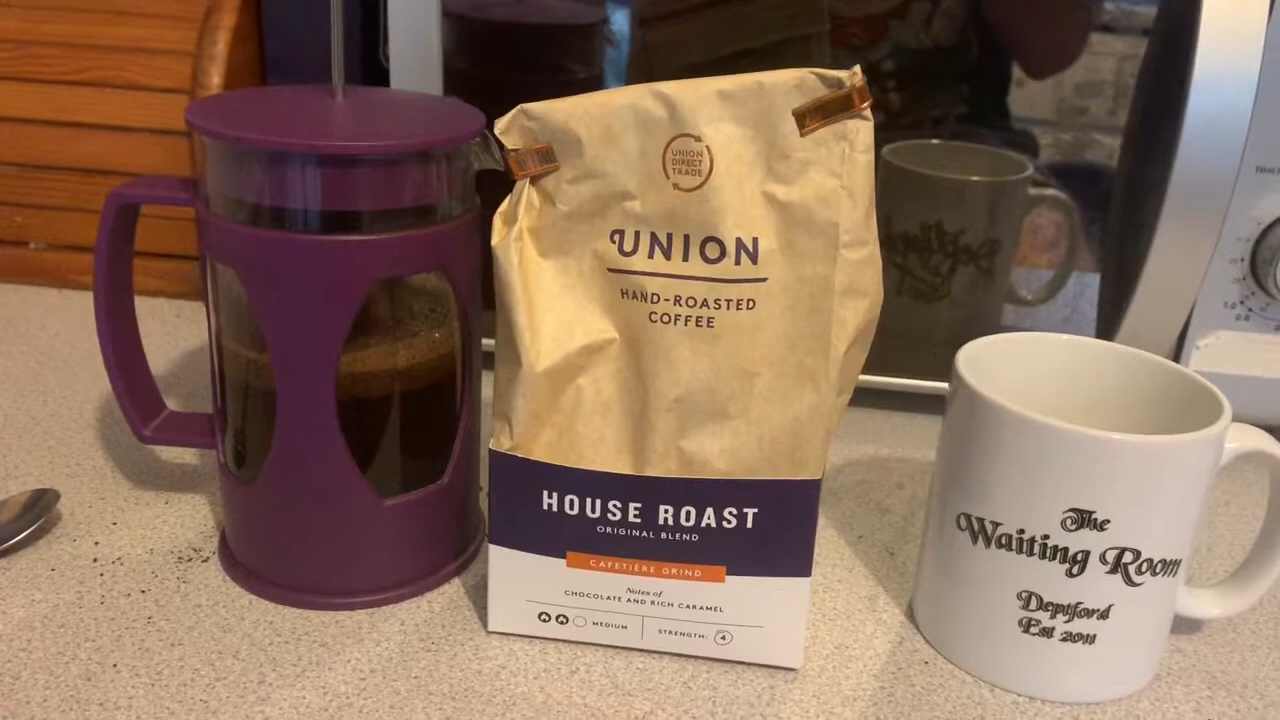 UNION
DIRECT
TRADE
UNION
HAND-ROASTED
COFFEE
HOUSE ROAST
ORIGINAL BLEND
CAFETIÈRE GRIND
Notes of
CHOCOLATE AND RICH CARAMEL
MEDIUM
STRENGTH: 4
The
Waiting Room
Deptford
Est 2011